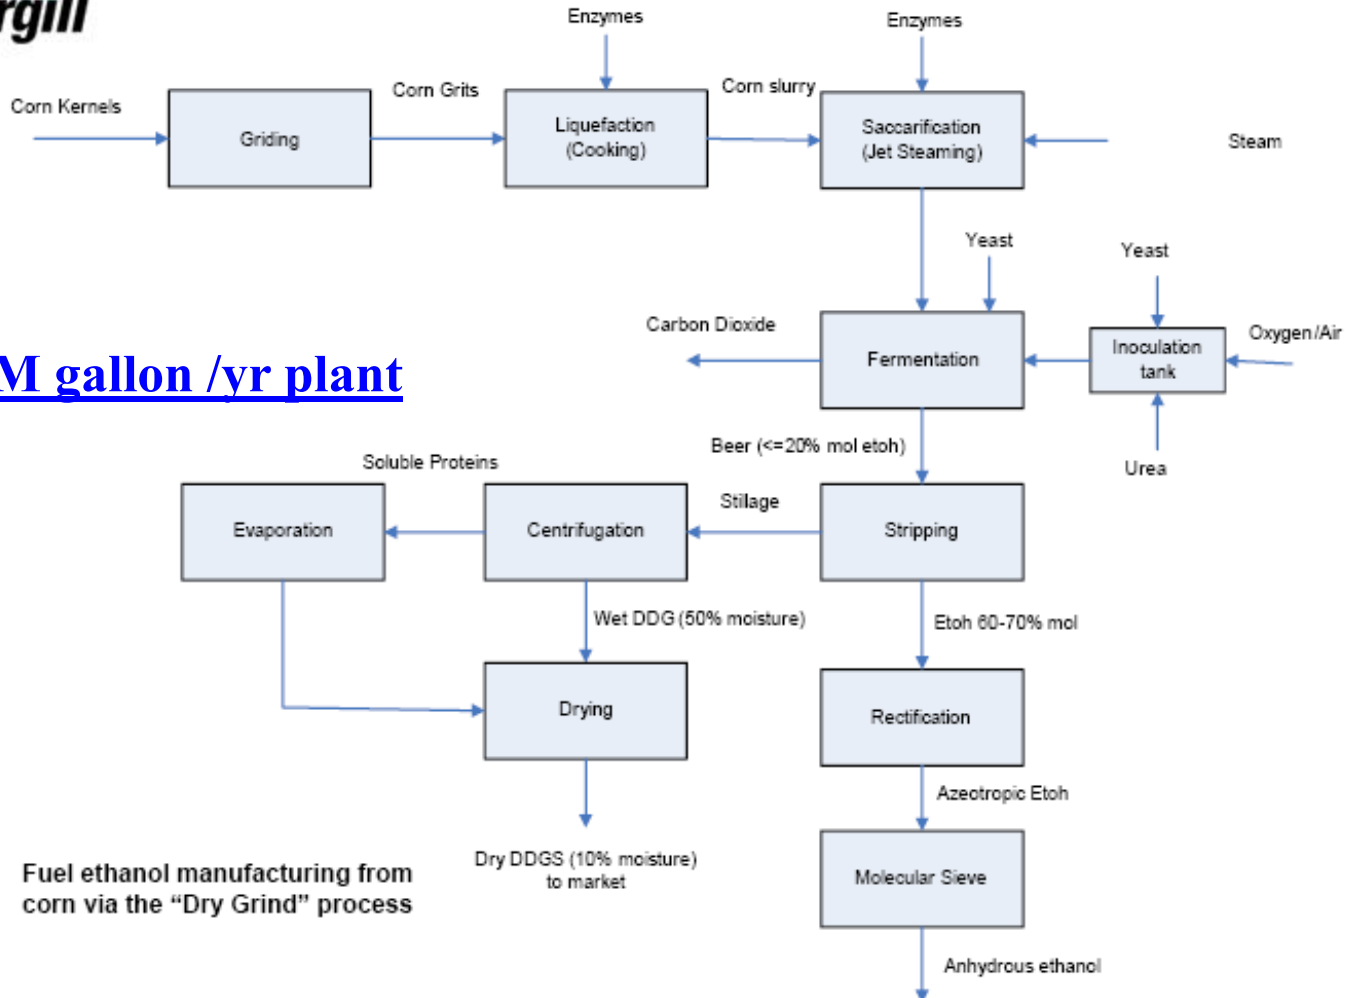 rgill
Enzymes
Enzymes
Corn Kernels
Corn Grits
Corn slurry
Griding
Liquefaction
(Cooking)
Saccarification
(Jet Steaming)
Steam
Yeast
Yeast
Carbon Dioxide
Fermentation
Inoculation
tank
Oxygen/Air
M gallon /yr plant
Beer (<=20% mol etoh)
Urea
Soluble Proteins
Stillage
Evaporation
Centrifugation
Stripping
Wet DDG (50% moisture)
Etoh 60-70% mol
Drying
Rectification
Azeotropic Etoh
Fuel ethanol manufacturing from
corn via the “Dry Grind” process
Dry DDGS (10% moisture)
to market
Molecular Sieve
Anhydrous ethanol